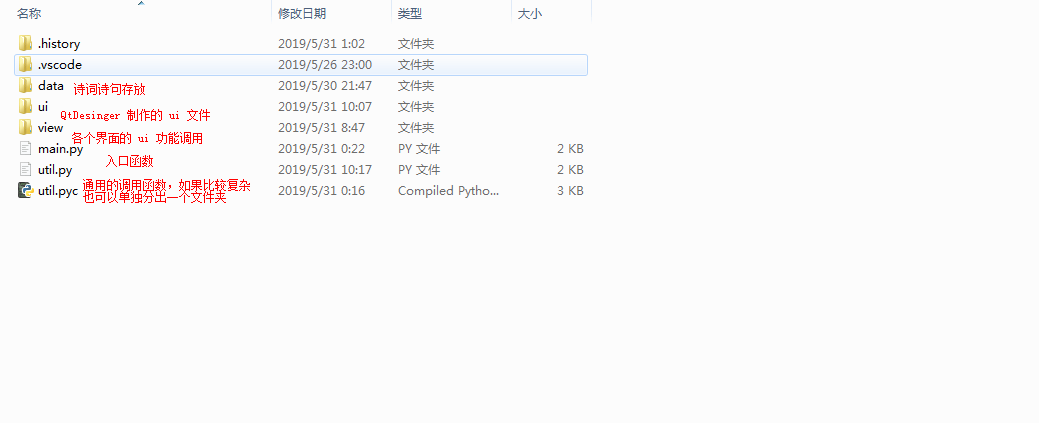 名称 修改日期 类型 大小
.history 2019/5/31 1:02 文件夹
.vscode 2019/5/26 23:00 文件夹
data 诗词诗句存放 2019/5/30 21:47 文件夹
ui 2019/5/31 10:07 文件夹
QtDesinger 制作的 ui 文件
view 2019/5/31 8:47 文件夹
各个界面的 ui 功能调用
main.py 2019/5/31 0:22 PY 文件 2 KB
入口函数
util.py 2019/5/31 10:17 PY 文件 2 KB
通用的调用函数，如果比较复杂
util.pyc 2019/5/31 0:16 Compiled Pytho... 3 KB
也可以单独分出一个文件夹